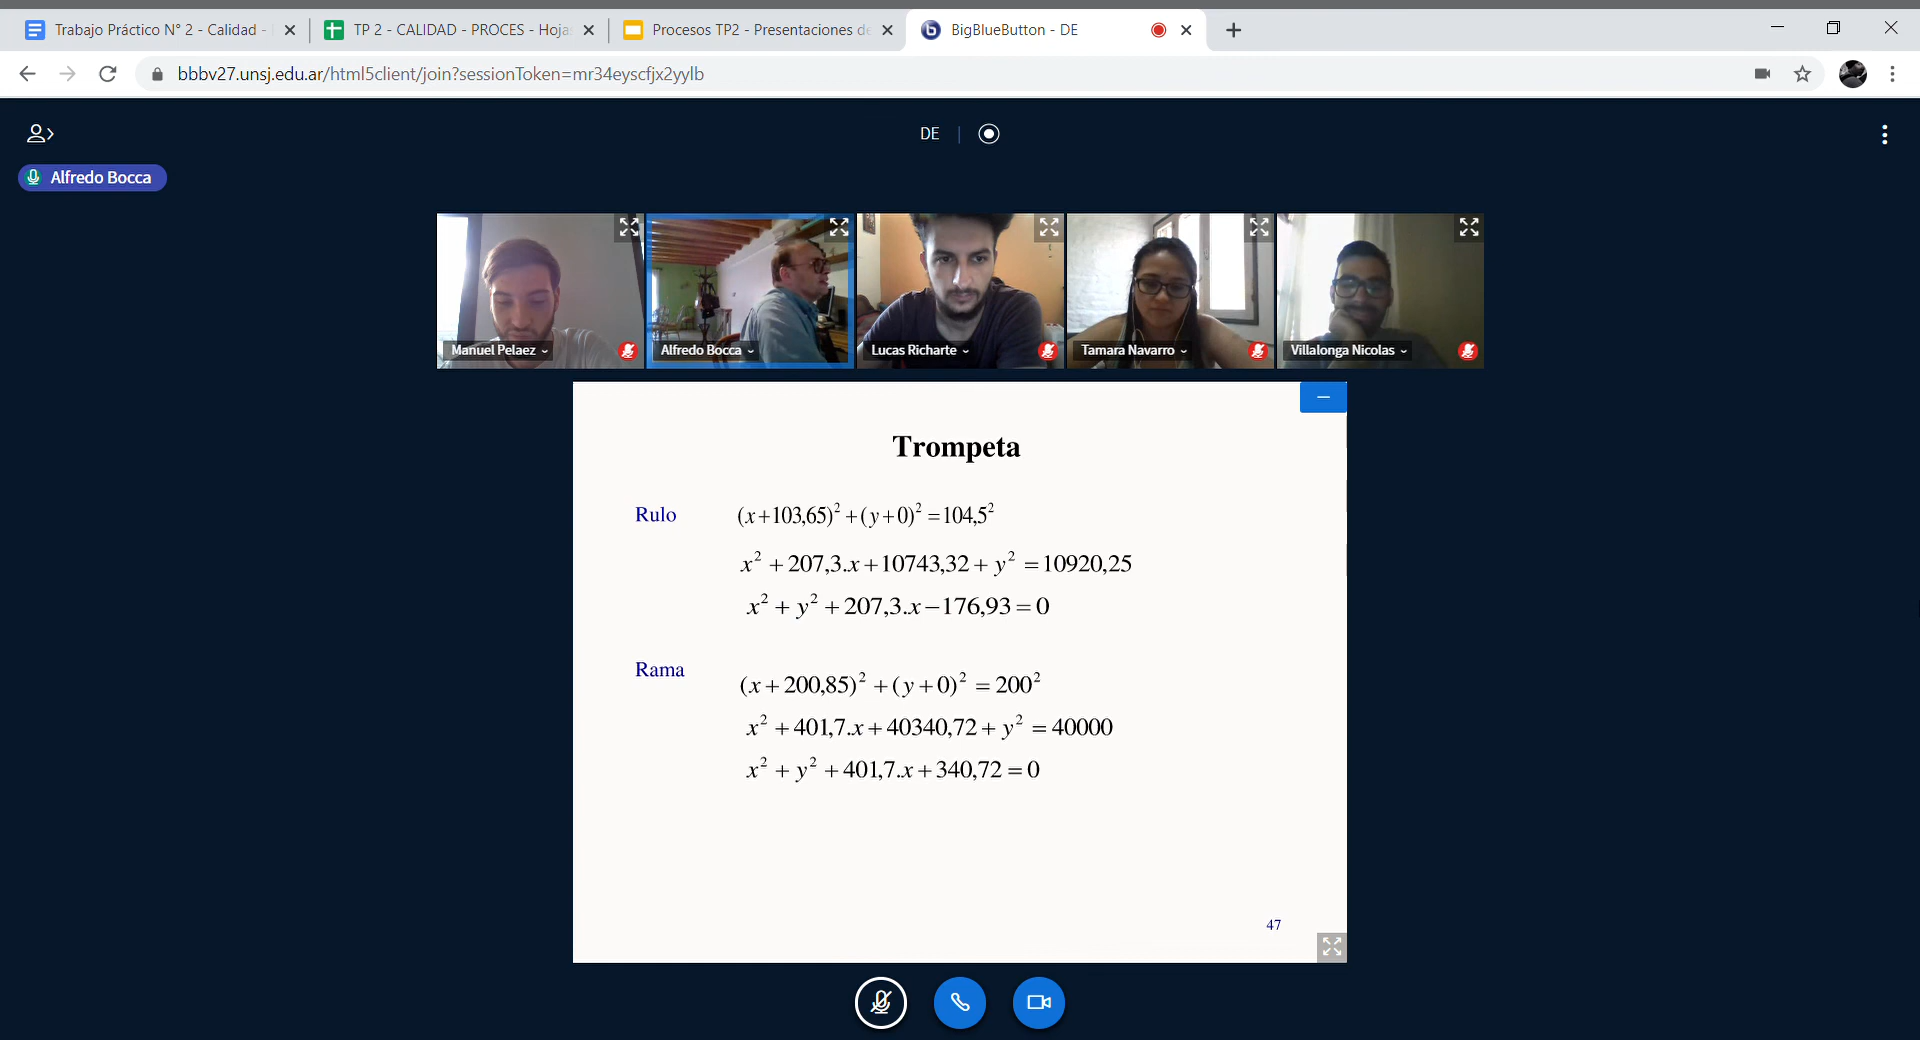 Trabajo Práctico N° 2 - Calidad -
TP 2 - CALIDAD - PROCES - Hoja
Procesos TP2 - Presentaciones de
BigBlueButton - DE
bbbv27.unsj.edu.ar/html5client/join?sessionToken=mr34eyscfjx2yylb
DE
Alfredo Bocca
Manuel Pelaez
Alfredo Bocca
Lucas Richarte
Tamara Navarro
Villalonga Nicolas
Trompeta
Rulo
(x+103,65)² +(y+0)² =104,5²
x² +207,3.x+10743,32+ y² =10920,25
x² + y² +207,3.x−176,93=0
Rama
(x+200,85)² +(y+0)² =200²
x² +401,7.x+40340,72+ y² =40000
x² + y² +401,7.x+340,72=0
47